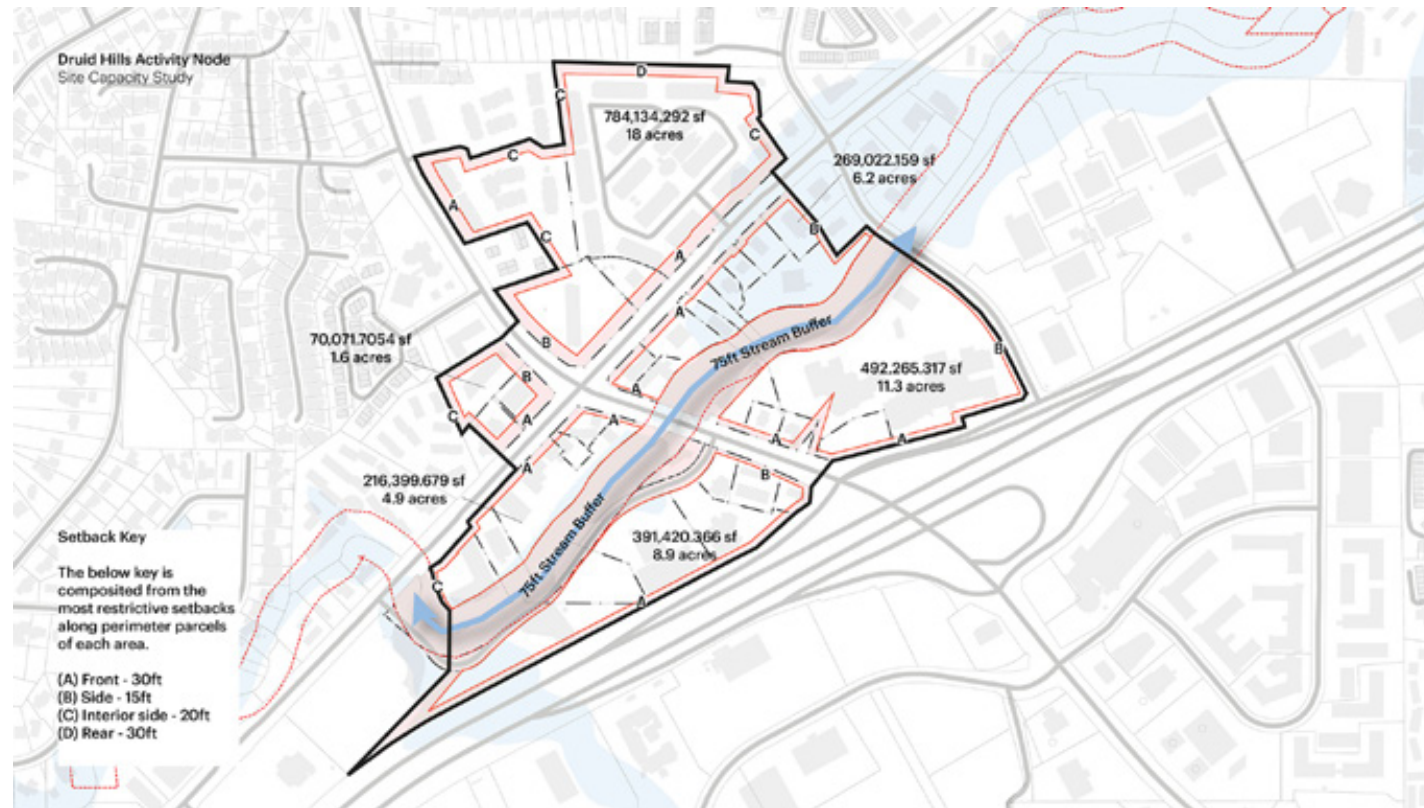 Druid Hills Activity Node
Site Capacity Study
D
C
784,134.292 sf
18 acres
C
C
269,022.159 sf
6.2 acres
A
B
C
A
75ft Stream Buffer
A
B
B
70,071.7054 sf
1.6 acres
B
492,265.317 sf
11.3 acres
A
C
A
A
A
A
A
B
216,399.679 sf
4.9 acres
75ft Stream Buffer
391,420.366 sf
8.9 acres
C
A
Setback Key
The below key is
composited from the
most restrictive setbacks
along perimeter parcels
of each area.
(A) Front - 30ft
(B) Side - 15ft
(C) Interior side - 20ft
(D) Rear - 30ft